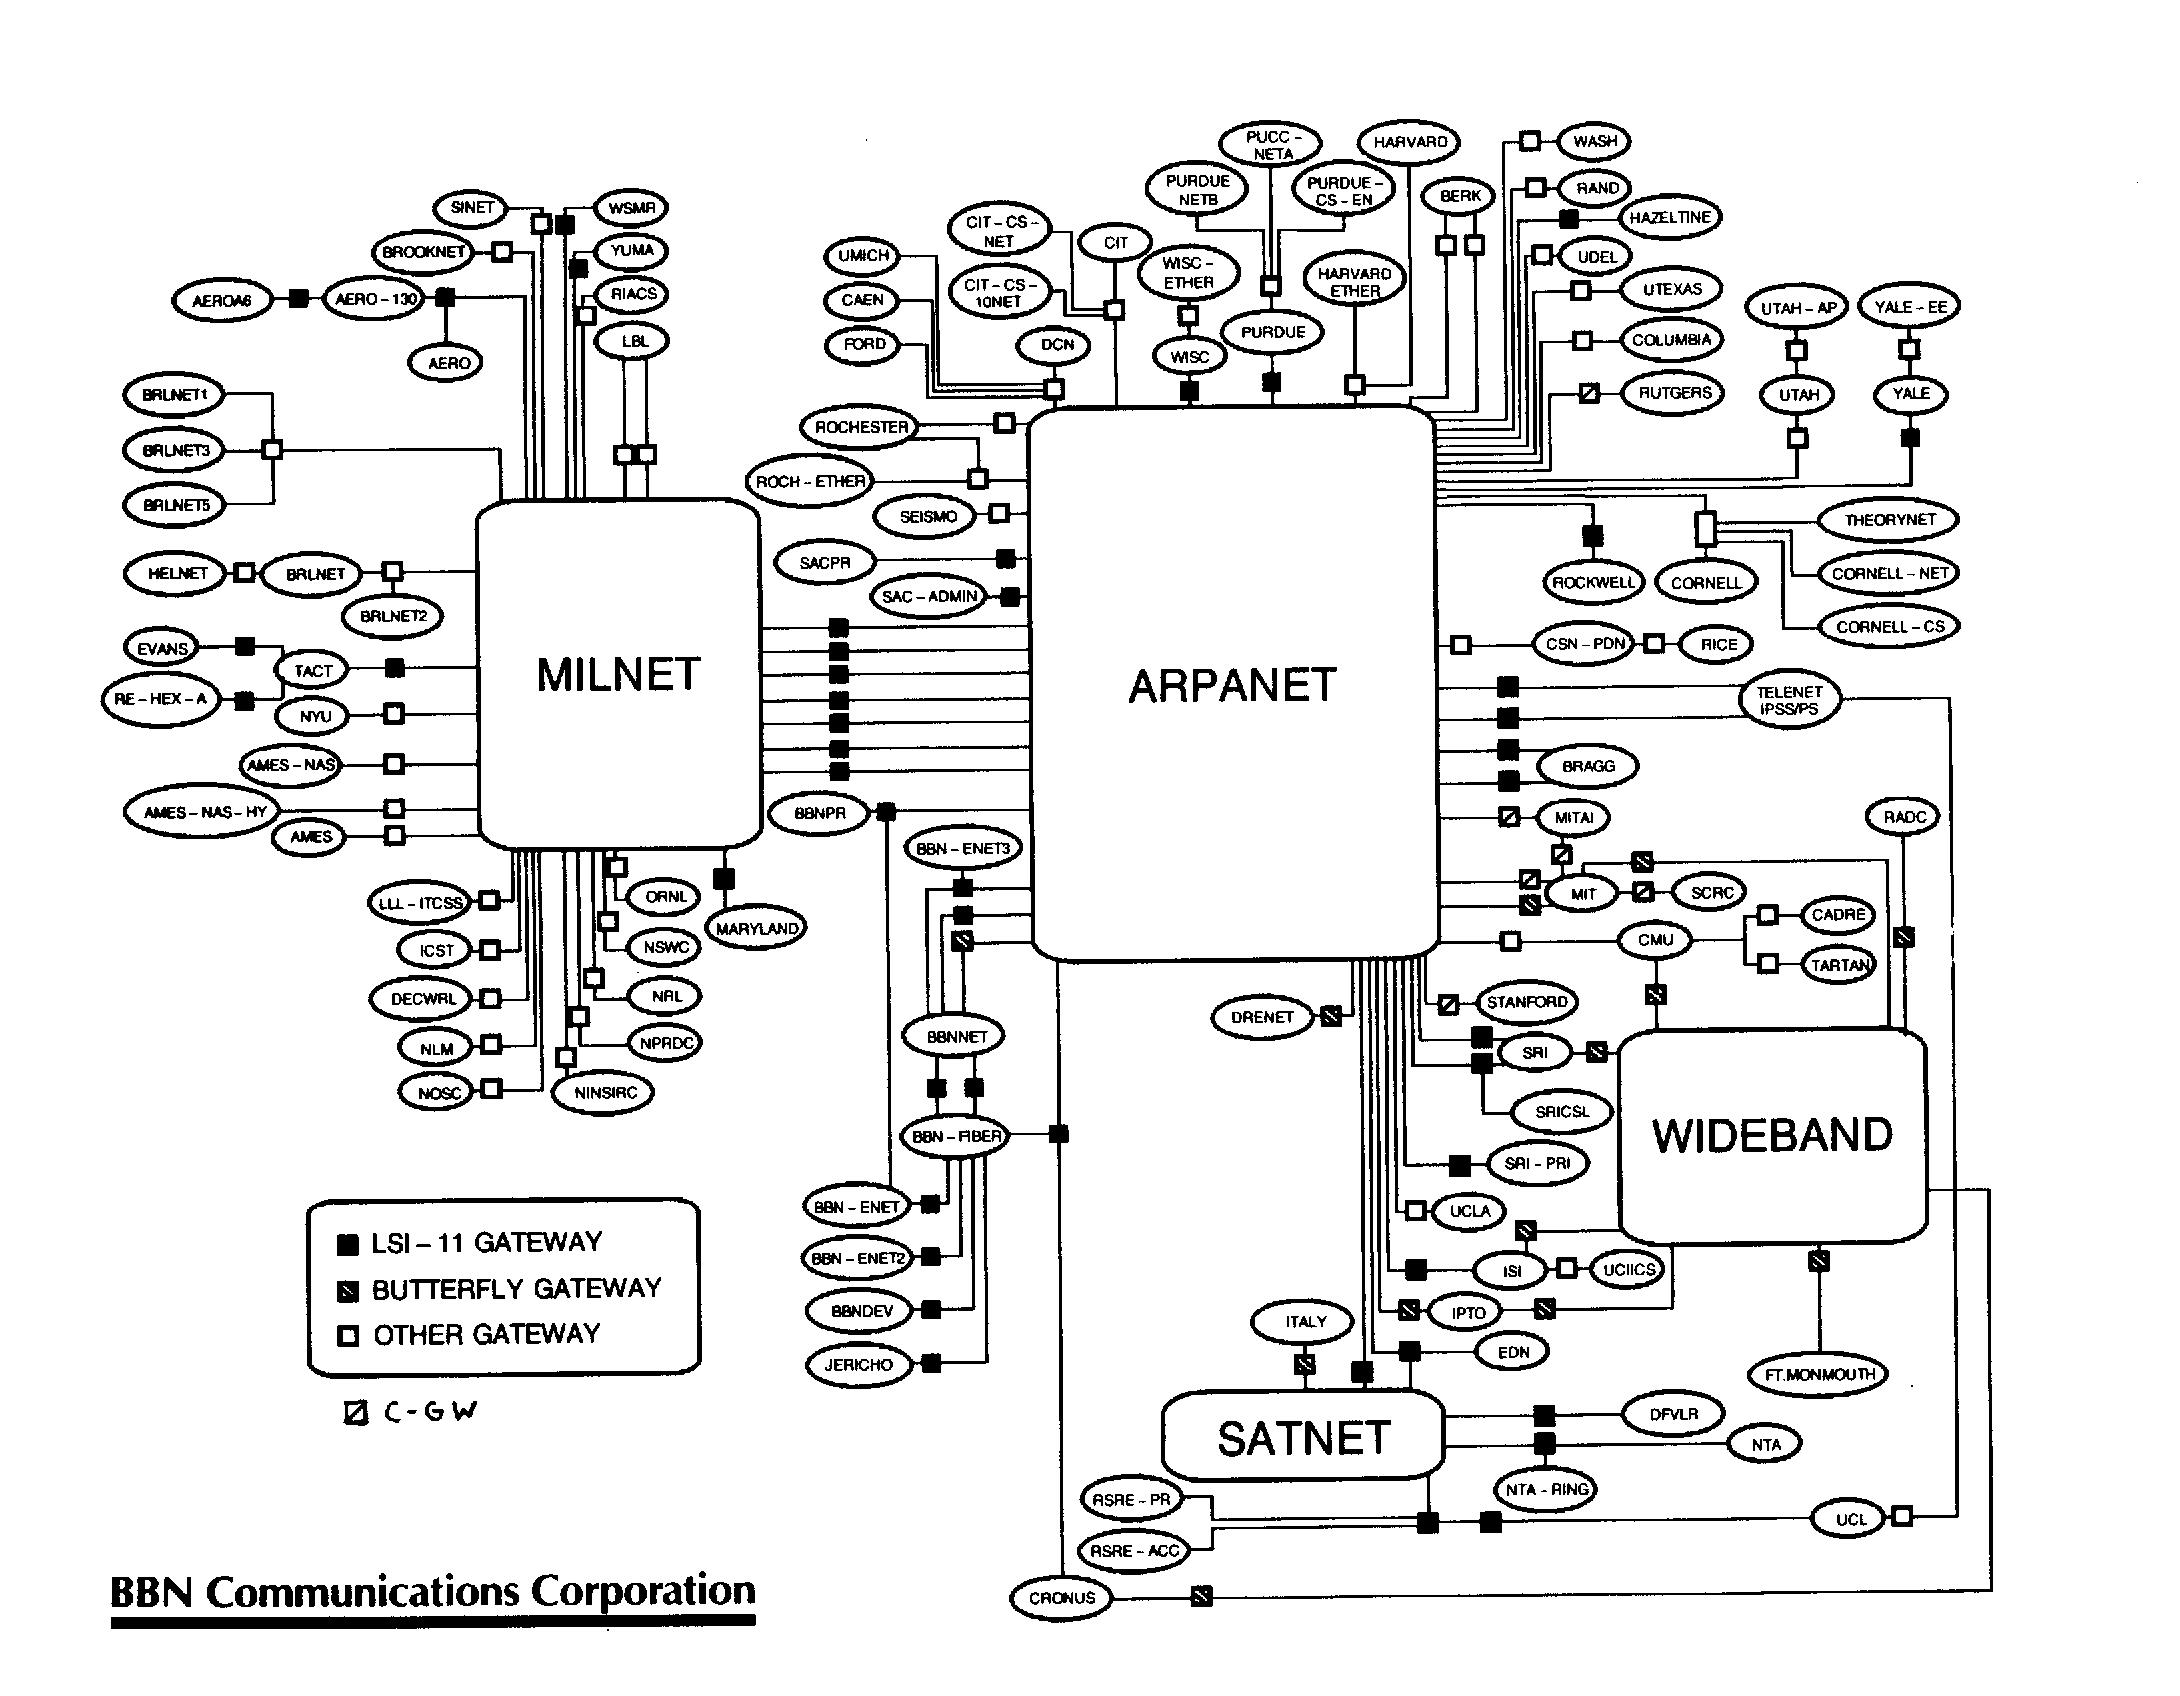 PUCC -
NETA
HARVARD
WASH
PURDUE
NETB
PURDUE -
CS - EN
BERK
RAND
SINET
WSMR
HAZELTINE
CIT - CS -
NET
CIT
BROOKNET
YUMA
UMICH
WISC -
ETHER
HARVARD
ETHER
UDEL
AEROA6
AERO - 130
RIACS
CAEN
CIT - CS -
10NET
UTEXAS
UTAH - AP
YALE - EE
LBL
FORD
DCN
WISC
PURDUE
COLUMBIA
AERO
BRLNET1
RUTGERS
UTAH
YALE
ROCHESTER
BRLNET3
ROCH - ETHER
BRLNET5
SEISMO
THEORYNET
HELNET
BRLNET
SACPR
ROCKWELL
CORNELL
CORNELL - NET
BRLNET2
SAC - ADMIN
CORNELL - CS
EVANS
TACT
MILNET
ARPANET
CSN - PDN
RICE
RE - HEX - A
NYU
TELENET
IPSS/PS
AMES - NAS
BRAGG
AMES - NAS - HY
BBNPR
MITAI
RADC
AMES
BBN - ENET3
LLL - ITCSS
ORNL
MARYLAND
MIT
SCRC
CADRE
ICST
NSWC
CMU
TARTAN
DECWRL
NRL
DRENET
STANFORD
NLM
NPRDC
BBNNET
SRI
NOSC
NINSIRC
SRICSL
BBN - FIBER
WIDEBAND
SRI - PRI
BBN - ENET
UCLA
LSI - 11 GATEWAY
BBN - ENET2
ISI
UCIICS
BUTTERFLY GATEWAY
BBNDEV
ITALY
IPTO
OTHER GATEWAY
JERICHO
EDN
FT.MONMOUTH
C-GW
SATNET
DFVLR
NTA
RSRE - PR
NTA - RING
UCL
RSRE - ACC
BBN Communications Corporation
CRONUS